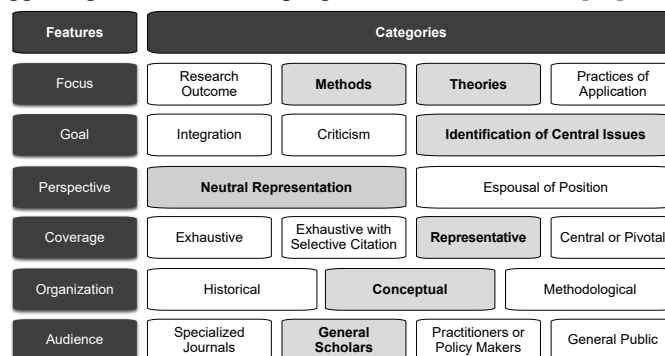 Features Categories
Focus Research Outcome Methods Theories Practices of Application
Goal Integration Criticism Identification of Central Issues
Perspective Neutral Representation Espousal of Position
Coverage Exhaustive Exhaustive with Selective Citation Representative Central or Pivotal
Organization Historical Conceptual Methodological
Audience Specialized Journals General Scholars Practitioners or Policy Makers General Public